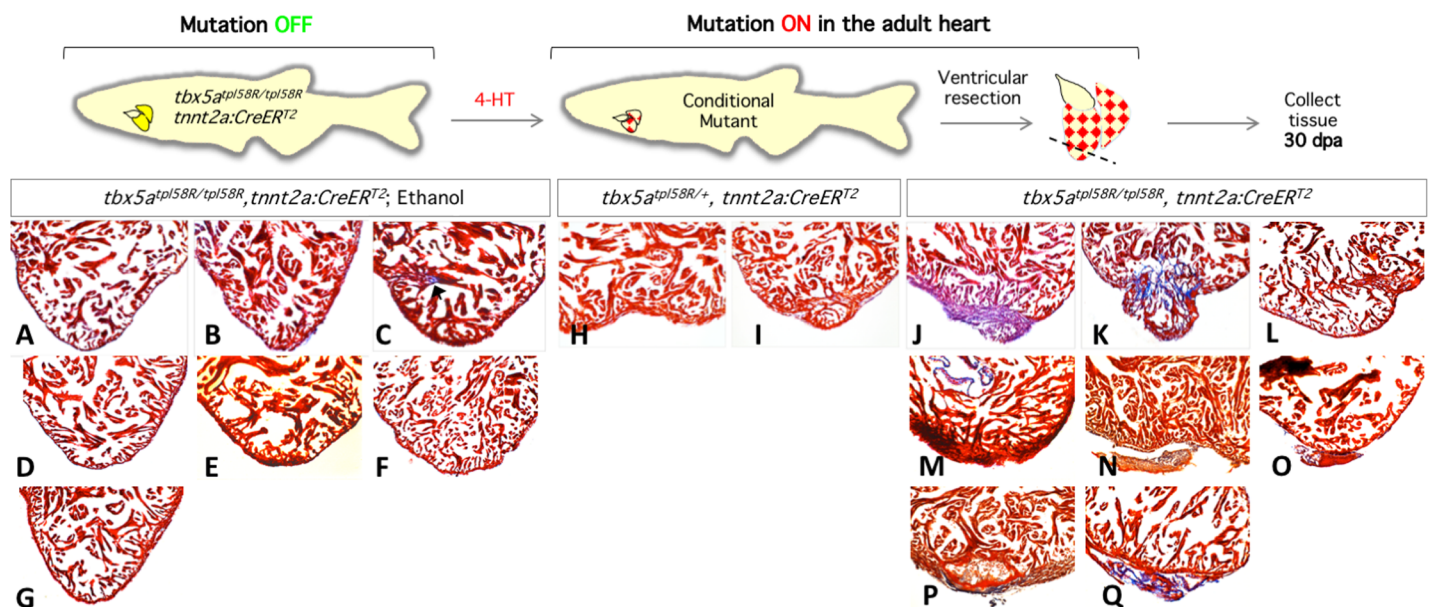 Mutation OFF
Mutation ON in the adult heart
tbx5a^tpl58R/tpl58R
tnnt2a:CreER^T2
4-HT
Conditional
Mutant
Ventricular
resection
Collect
tissue
30 dpa
tbx5a^tpl58R/tpl58R,tnnt2a:CreER^T2; Ethanol
tbx5a^tpl58R/+, tnnt2a:CreER^T2
tbx5a^tpl58R/tpl58R, tnnt2a:CreER^T2
A B C H I J K L
D E F M N O
G P Q